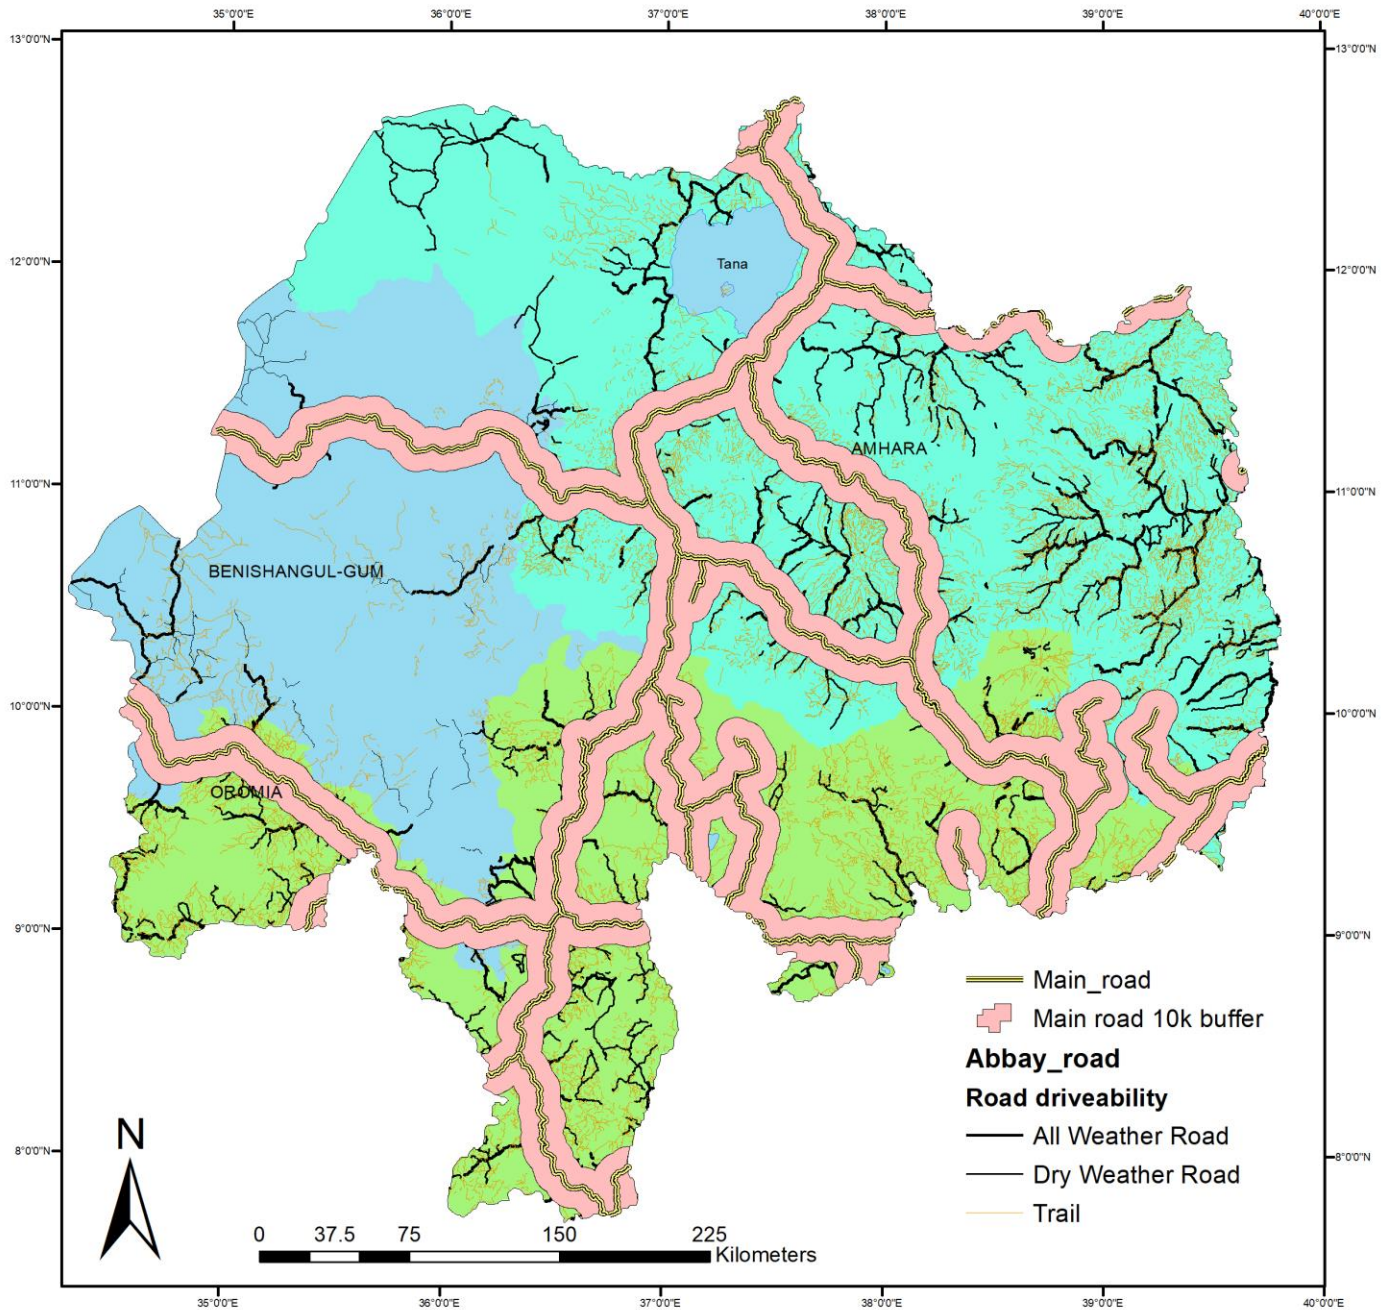 35°0'0"E 36°0'0"E 37°0'0"E 38°0'0"E 39°0'0"E 40°0'0"E
13°0'0"N 13°0'0"N
12°0'0"N 12°0'0"N
Tana
AMHARA
11°0'0"N 11°0'0"N
BENISHANGUL-GUM
10°0'0"N 10°0'0"N
OROMIA
9°0'0"N 9°0'0"N
Main_road
Main road 10k buffer
Abbay_road
Road driveability
All Weather Road
Dry Weather Road
Trail
N
8°0'0"N 8°0'0"N
0 37.5 75 150 225
Kilometers
35°0'0"E 36°0'0"E 37°0'0"E 38°0'0"E 39°0'0"E 40°0'0"E